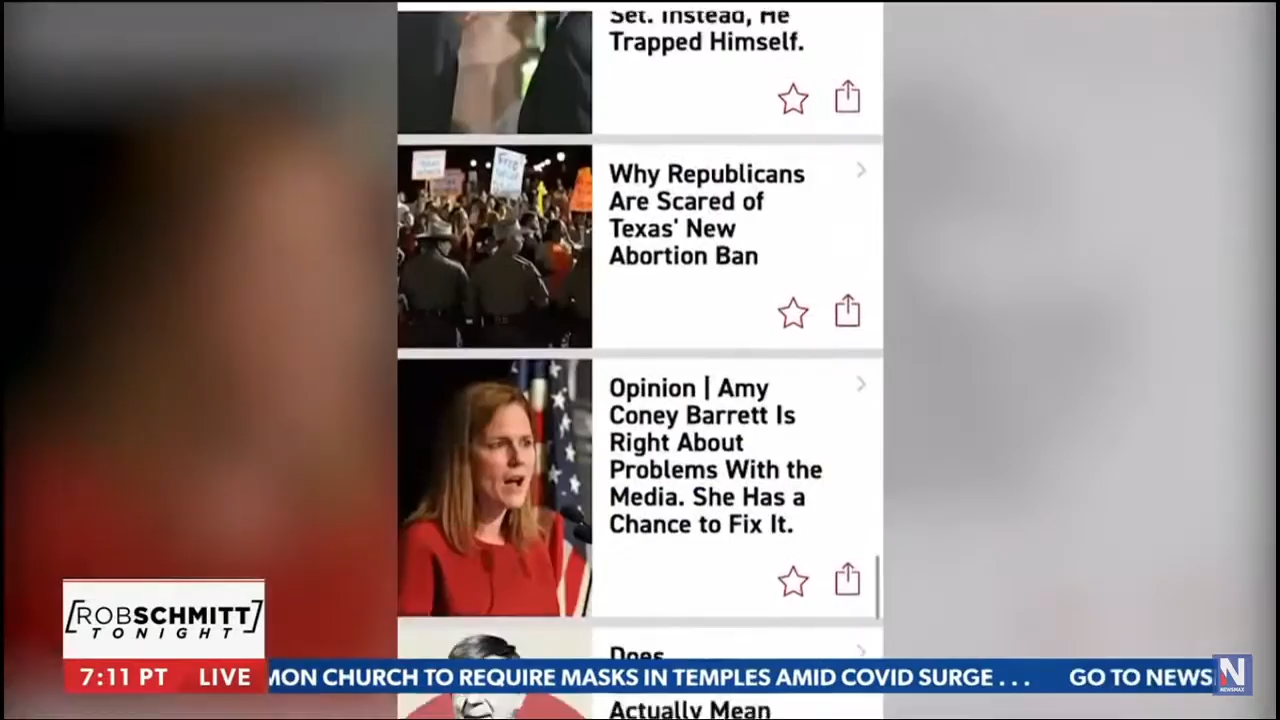 Set. Instead, He
Trapped Himself.
Why Republicans
Are Scared of
Texas' New
Abortion Ban
Opinion | Amy
Coney Barrett Is
Right About
Problems With the
Media. She Has a
Chance to Fix It.
Does
Actually Mean
[ROBSCHMITT]
TONIGHT
7:11 PT LIVE
MON CHURCH TO REQUIRE MASKS IN TEMPLES AMID COVID SURGE . . . GO TO NEWS
N
NEWSMAX